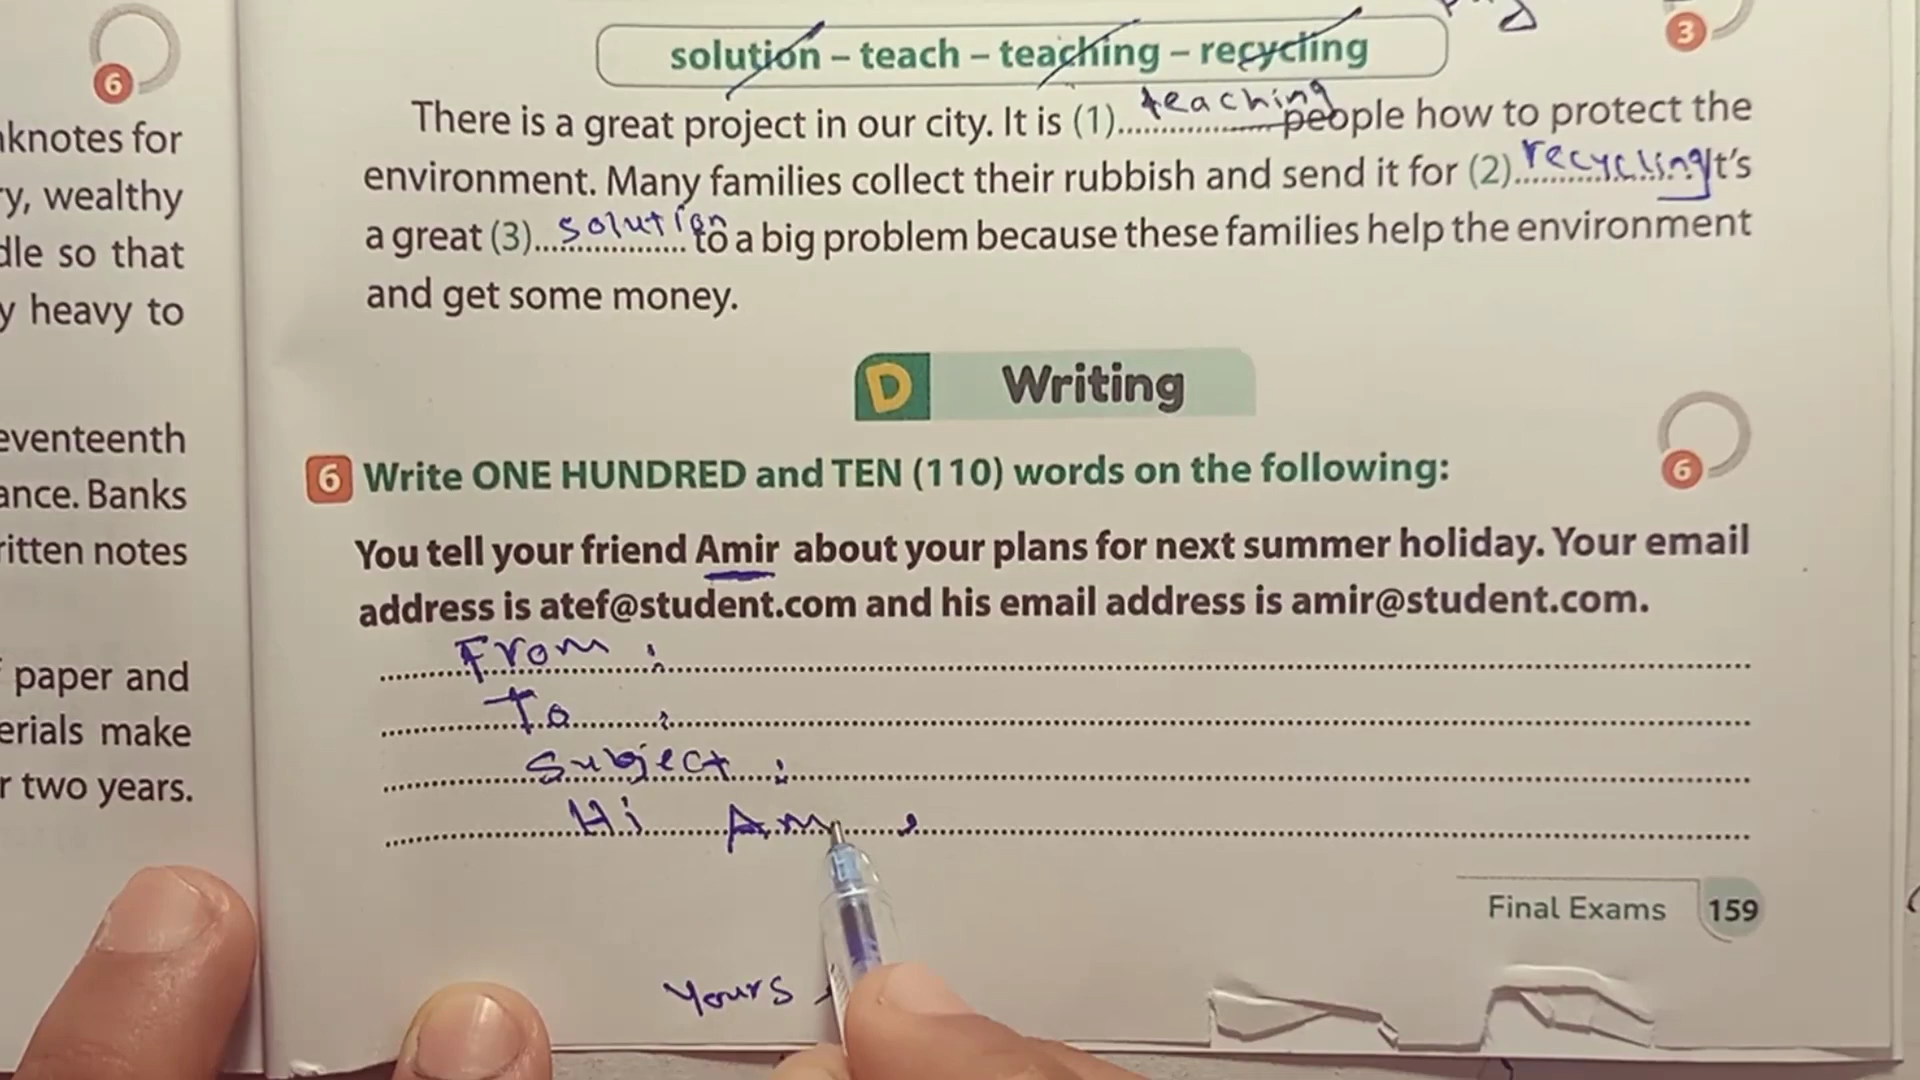 6
knotes for
y, wealthy
dle so that
y heavy to
eventeenth
ance. Banks
ritten notes
paper and
erials make
r two years.
3
solution – teach – teaching – recycling
There is a great project in our city. It is (1) teaching people how to protect the
environment. Many families collect their rubbish and send it for (2) recycling It's
a great (3) solution to a big problem because these families help the environment
and get some money.
D Writing
6
6 Write ONE HUNDRED and TEN (110) words on the following:
You tell your friend Amir about your plans for next summer holiday. Your email
address is atef@student.com and his email address is amir@student.com.
From :
To :
Subject :
Hi Am ,
Final Exams 159
Yours ,